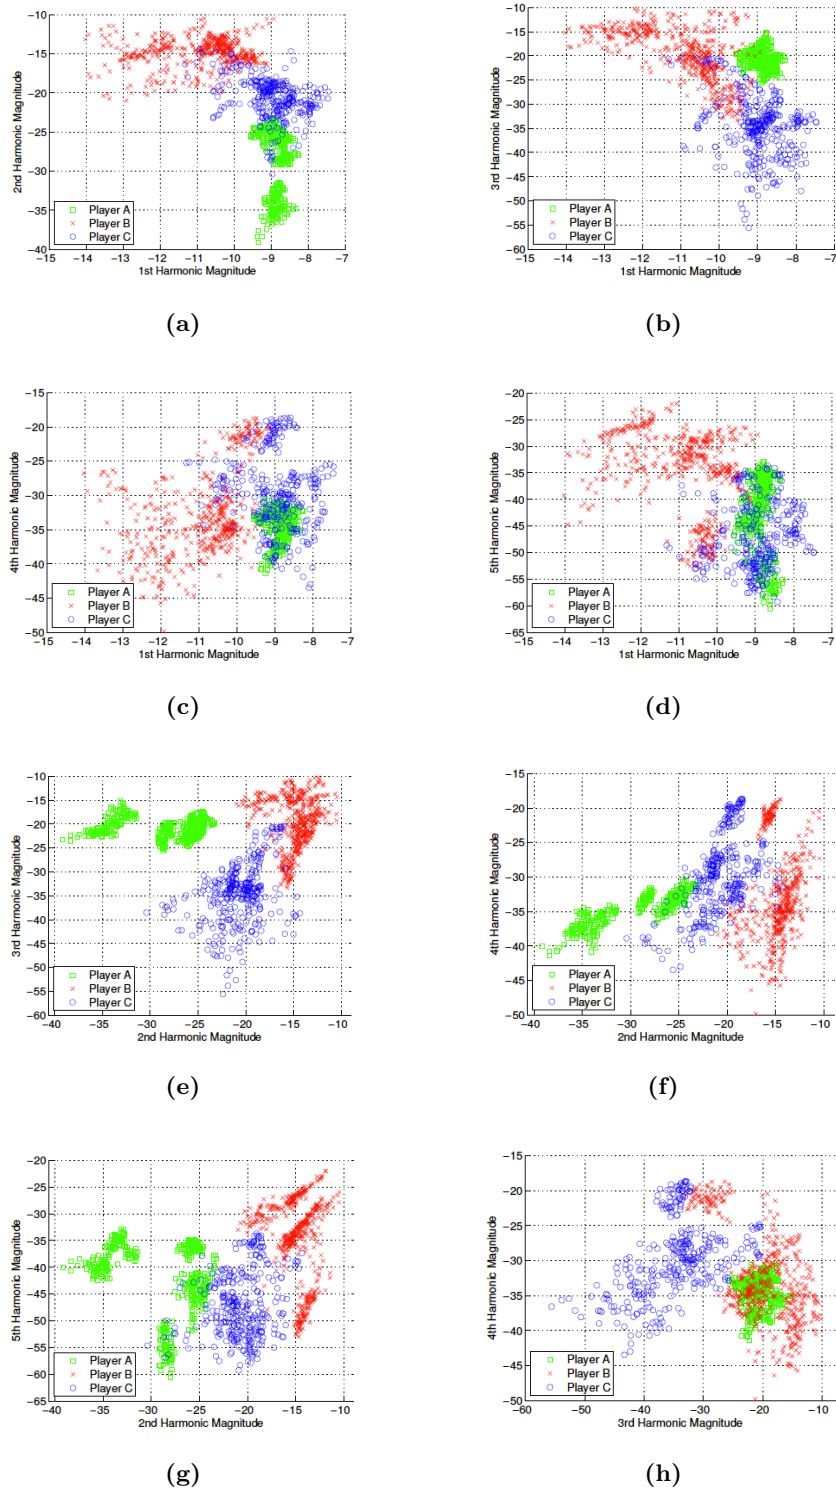 −10
−15
−20
−25
−30
−35
−40
2nd Harmonic Magnitude
Player A
Player B
Player C
−15 −14 −13 −12 −11 −10 −9 −8 −7
1st Harmonic Magnitude
(a)
−10
−15
−20
−25
−30
−35
−40
−45
−50
−55
−60
3rd Harmonic Magnitude
Player A
Player B
Player C
−15 −14 −13 −12 −11 −10 −9 −8 −7
1st Harmonic Magnitude
(b)
−15
−20
−25
−30
−35
−40
−45
−50
4th Harmonic Magnitude
Player A
Player B
Player C
−15 −14 −13 −12 −11 −10 −9 −8 −7
1st Harmonic Magnitude
(c)
−20
−25
−30
−35
−40
−45
−50
−55
−60
−65
5th Harmonic Magnitude
Player A
Player B
Player C
−15 −14 −13 −12 −11 −10 −9 −8 −7
1st Harmonic Magnitude
(d)
−10
−15
−20
−25
−30
−35
−40
−45
−50
−55
−60
3rd Harmonic Magnitude
Player A
Player B
Player C
−40 −35 −30 −25 −20 −15 −10
2nd Harmonic Magnitude
(e)
−15
−20
−25
−30
−35
−40
−45
−50
4th Harmonic Magnitude
Player A
Player B
Player C
−40 −35 −30 −25 −20 −15 −10
2nd Harmonic Magnitude
(f)
−20
−25
−30
−35
−40
−45
−50
−55
−60
−65
5th Harmonic Magnitude
Player A
Player B
Player C
−40 −35 −30 −25 −20 −15 −10
2nd Harmonic Magnitude
(g)
−15
−20
−25
−30
−35
−40
−45
−50
4th Harmonic Magnitude
Player A
Player B
Player C
−60 −50 −40 −30 −20 −10
3rd Harmonic Magnitude
(h)